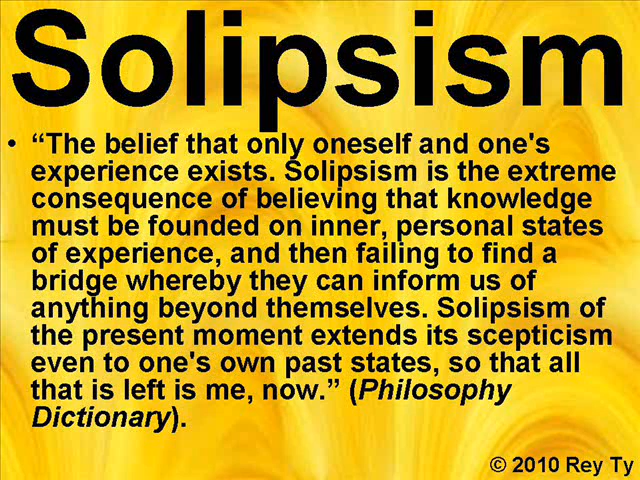 Solipsism
• “The belief that only oneself and one's
experience exists. Solipsism is the extreme
consequence of believing that knowledge
must be founded on inner, personal states
of experience, and then failing to find a
bridge whereby they can inform us of
anything beyond themselves. Solipsism of
the present moment extends its scepticism
even to one's own past states, so that all
that is left is me, now.” (Philosophy
Dictionary).
© 2010 Rey Ty